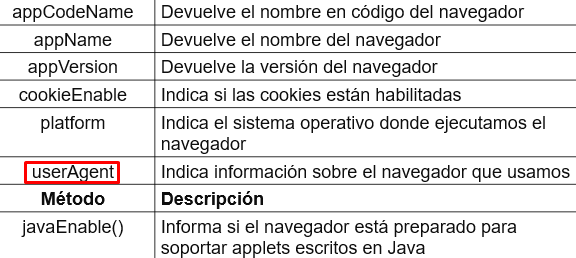 appCodeName Devuelve el nombre en código del navegador
appName Devuelve el nombre del navegador
appVersion Devuelve la versión del navegador
cookieEnable Indica si las cookies están habilitadas
platform Indica el sistema operativo donde ejecutamos el
navegador
userAgent Indica información sobre el navegador que usamos
Método Descripción
javaEnable() Informa si el navegador está preparado para
soportar applets escritos en Java